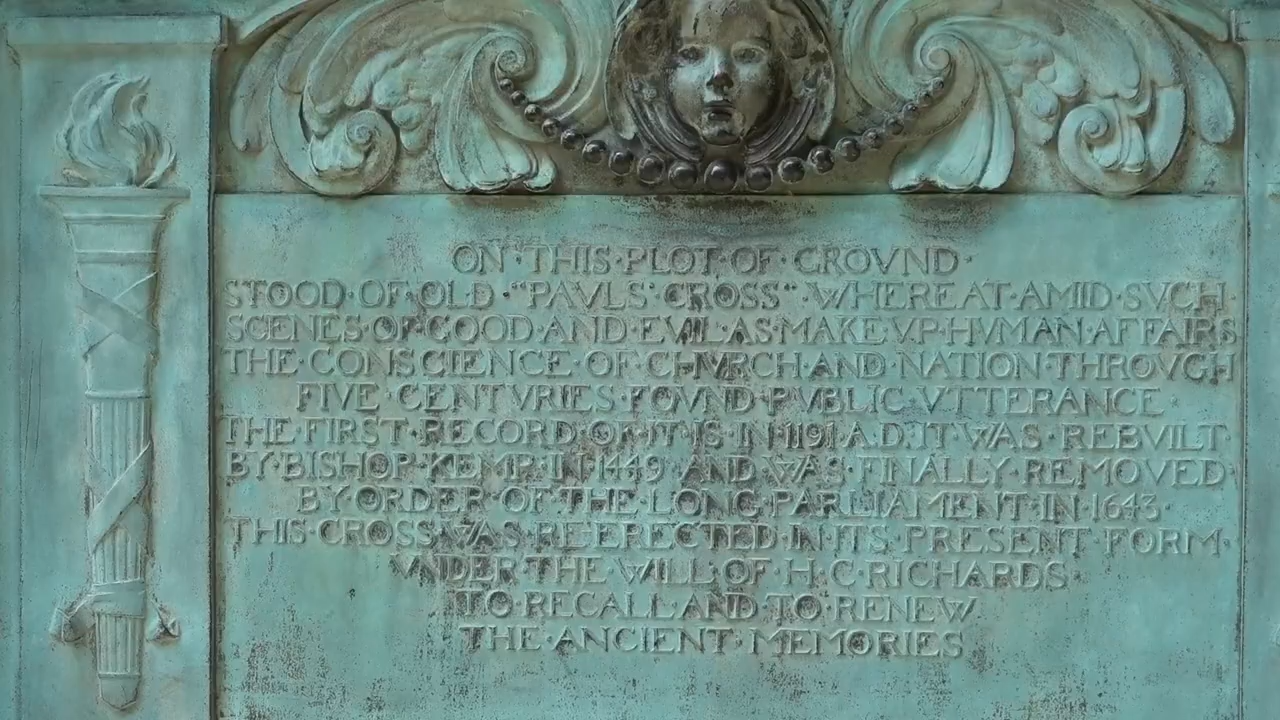 ON·THIS·PLOT·OF·GROVND·
STOOD·OF·OLD·"PAVLS'CROSS"·WHEREAT·AMID·SVCH·
SCENES·OF·GOOD·AND·EVIL·AS·MAKE·VP·HVMAN·AFFAIRS
THE·CONSCIENCE·OF·CHVRCH·AND·NATION·THROVGH
FIVE·CENTVRIES·FOVND·PVBLIC·VTTERANCE·
THE·FIRST·RECORD·OF·IT·IS·IN·1191·A.D.IT·WAS·REBVILT·
BY·BISHOP·KEMP·IN·1449·AND·WAS·FINALLY·REMOVED·
BY·ORDER·OF·THE·LONG·PARLIAMENT·IN·1643·
THIS·CROSS·WAS·RE-ERECTED·IN·ITS·PRESENT·FORM·
VNDER·THE·WILL·OF·H·C·RICHARDS
TO·RECALL·AND·TO·RENEW
THE·ANCIENT·MEMORIES